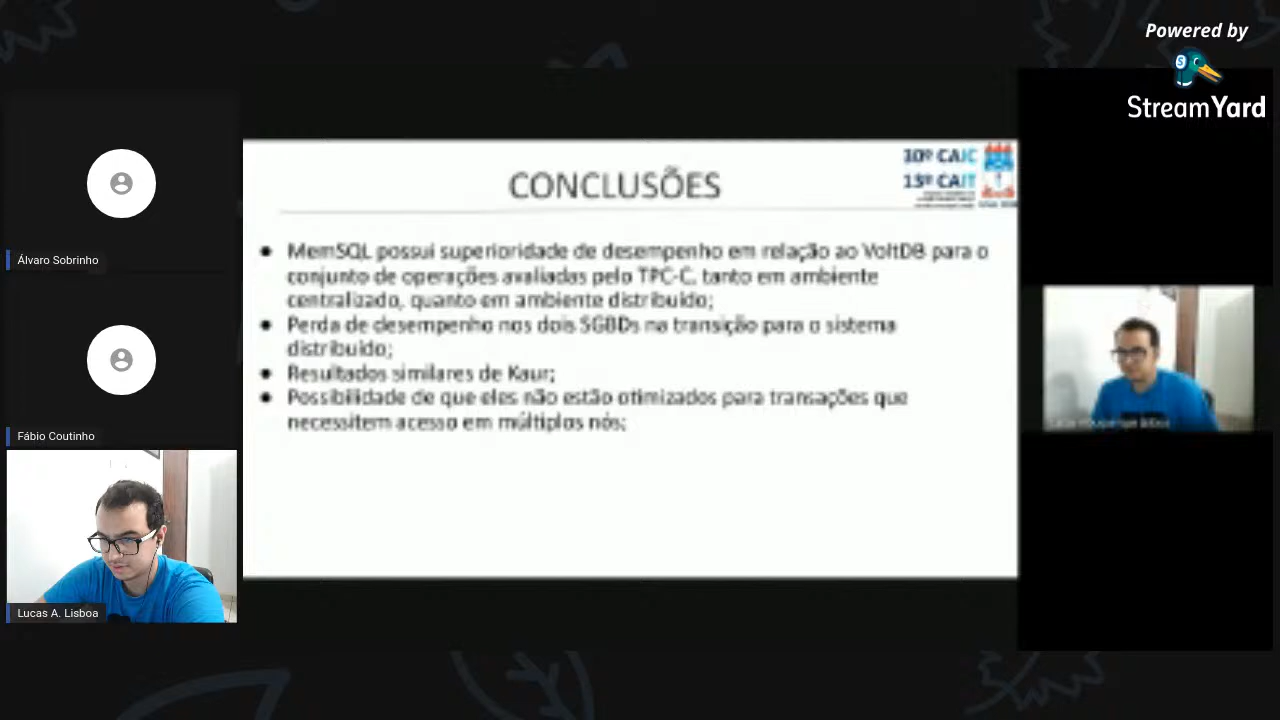 Powered by
StreamYard
10º CAIC
13º CAIT
CONCLUSÕES
● MemSQL possui superioridade de desempenho em relação ao VoltDB para o
conjunto de operações avaliadas pelo TPC-C, tanto em ambiente
centralizado, quanto em ambiente distribuído;
● Perda de desempenho nos dois SGBDs na transição para o sistema
distribuído;
● Resultados similares de Kaur;
● Possibilidade de que eles não estão otimizados para transações que
necessitem acesso em múltiplos nós;
Álvaro Sobrinho
Fábio Coutinho
Lucas A. Lisboa